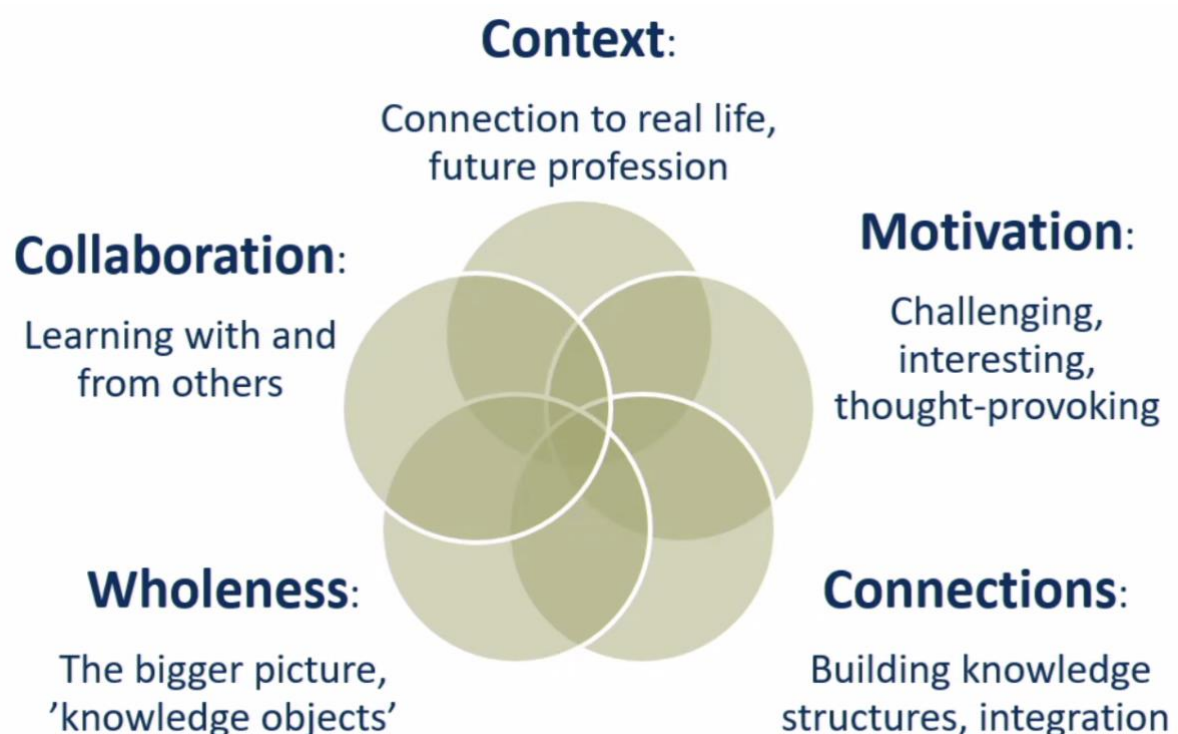 Context:
Connection to real life,
future profession
Collaboration:
Learning with and
from others
Motivation:
Challenging,
interesting,
thought-provoking
Wholeness:
The bigger picture,
’knowledge objects’
Connections:
Building knowledge
structures, integration